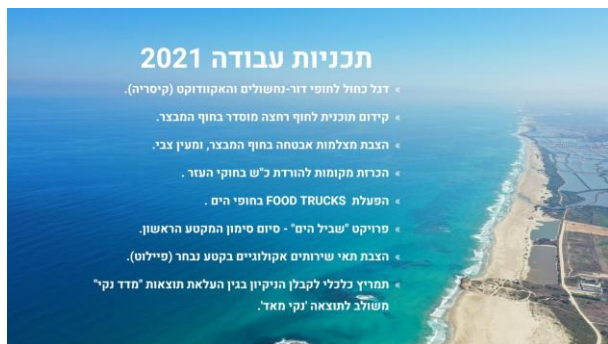 תכניות עבודה 2021
» דגל כחול לחופי דור-נחשולים והאקוודוקט (קיסריה).
» קידום תוכנית לחוף רחצה מוסדר בחוף המבצר.
» הצבת מצלמות אבטחה בחוף המבצר, ומעין צבי.
» הכרזת מקומות להורדת כ"ש בחוקי העזר .
» הפעלת FOOD TRUCKS בחופי הים .
» פרויקט "שביל הים" - סיום סימון המקטע הראשון.
» הצבת תאי שירותים אקולוגיים בקטע נבחר (פיילוט).
» תמריץ כלכלי לקבלן הניקיון בגין העלאת תוצאות "מדד נקי"
משולב לתוצאה 'נקי מאד'.